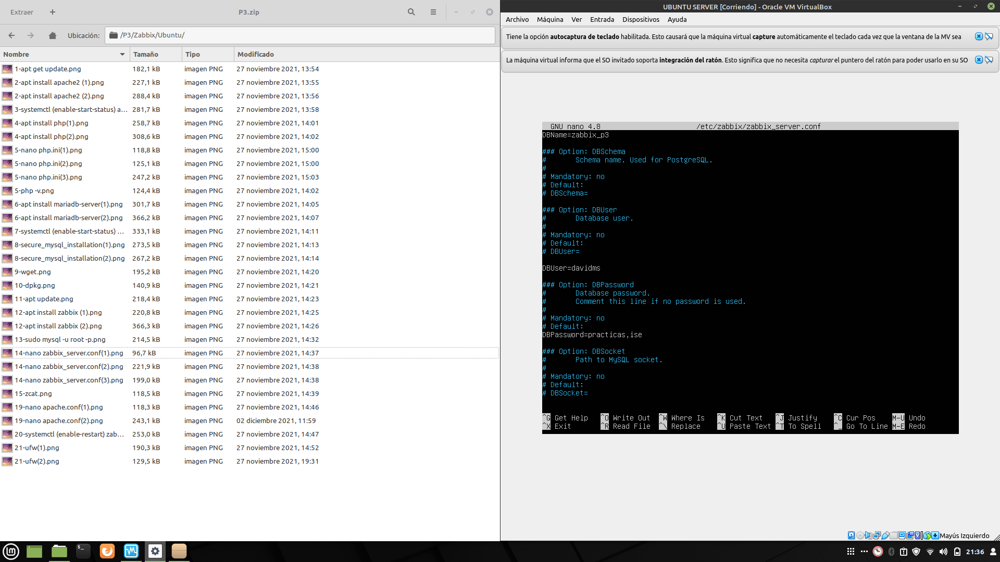 Extraer + P3.zip
Ubicación: /P3/Zabbix/Ubuntu/
Nombre Tamaño Tipo Modificado
1-apt get update.png 182,1 kB imagen PNG 27 noviembre 2021, 13:54
2-apt install apache2 (1).png 227,1 kB imagen PNG 27 noviembre 2021, 13:55
2-apt install apache2 (2).png 288,4 kB imagen PNG 27 noviembre 2021, 13:56
3-systemctl (enable-start-status) a... 281,7 kB imagen PNG 27 noviembre 2021, 13:58
4-apt install php(1).png 258,7 kB imagen PNG 27 noviembre 2021, 14:01
4-apt install php(2).png 308,6 kB imagen PNG 27 noviembre 2021, 14:02
5-nano php.ini(1).png 118,8 kB imagen PNG 27 noviembre 2021, 15:00
5-nano php.ini(2).png 125,1 kB imagen PNG 27 noviembre 2021, 15:00
5-nano php.ini(3).png 247,2 kB imagen PNG 27 noviembre 2021, 15:03
5-php -v.png 124,4 kB imagen PNG 27 noviembre 2021, 14:02
6-apt install mariadb-server(1).png 301,7 kB imagen PNG 27 noviembre 2021, 14:05
6-apt install mariadb-server(2).png 366,2 kB imagen PNG 27 noviembre 2021, 14:07
7-systemctl (enable-start-status) ... 333,1 kB imagen PNG 27 noviembre 2021, 14:11
8-secure_mysql_installation(1).png 273,5 kB imagen PNG 27 noviembre 2021, 14:13
8-secure_mysql_installation(2).png 267,2 kB imagen PNG 27 noviembre 2021, 14:14
9-wget.png 195,2 kB imagen PNG 27 noviembre 2021, 14:20
10-dpkg.png 140,9 kB imagen PNG 27 noviembre 2021, 14:21
11-apt update.png 218,4 kB imagen PNG 27 noviembre 2021, 14:23
12-apt install zabbix (1).png 220,8 kB imagen PNG 27 noviembre 2021, 14:25
12-apt install zabbix (2).png 366,3 kB imagen PNG 27 noviembre 2021, 14:26
13-sudo mysql -u root -p.png 214,5 kB imagen PNG 27 noviembre 2021, 14:32
14-nano zabbix_server.conf(1).png 96,7 kB imagen PNG 27 noviembre 2021, 14:37
14-nano zabbix_server.conf(2).png 221,9 kB imagen PNG 27 noviembre 2021, 14:38
14-nano zabbix_server.conf(3).png 199,0 kB imagen PNG 27 noviembre 2021, 14:38
15-zcat.png 118,5 kB imagen PNG 27 noviembre 2021, 14:39
19-nano apache.conf(1).png 118,3 kB imagen PNG 27 noviembre 2021, 14:46
19-nano apache.conf(2).png 243,1 kB imagen PNG 02 diciembre 2021, 11:59
20-systemctl (enable-restart) zab... 253,0 kB imagen PNG 27 noviembre 2021, 14:47
21-ufw(1).png 190,3 kB imagen PNG 27 noviembre 2021, 14:52
21-ufw(2).png 129,5 kB imagen PNG 27 noviembre 2021, 19:31
UBUNTU SERVER [Corriendo] - Oracle VM VirtualBox
Archivo Máquina Ver Entrada Dispositivos Ayuda
Tiene la opción autocaptura de teclado habilitada. Esto causará que la máquina virtual capture automáticamente el teclado cada vez que la ventana de la MV sea
La máquina virtual informa que el SO invitado soporta integración del ratón. Esto significa que no necesita capturar el puntero del ratón para poder usarlo en su SO
GNU nano 4.8 /etc/zabbix/zabbix_server.conf
DBName=zabbix_p3
### Option: DBSchema
# Schema name. Used for PostgreSQL.
#
# Mandatory: no
# Default:
# DBSchema=
### Option: DBUser
# Database user.
#
# Mandatory: no
# Default:
# DBUser=
DBUser=davidms
### Option: DBPassword
# Database password.
# Comment this line if no password is used.
#
# Mandatory: no
# Default:
DBPassword=practicas,ise
### Option: DBSocket
# Path to MySQL socket.
#
# Mandatory: no
# Default:
# DBSocket=
^G Get Help ^O Write Out ^W Where Is ^K Cut Text ^J Justify ^C Cur Pos M-U Undo
^X Exit ^R Read File ^\ Replace ^U Paste Text ^T To Spell ^_ Go To Line M-E Redo
Mayús Izquierdo
21:36